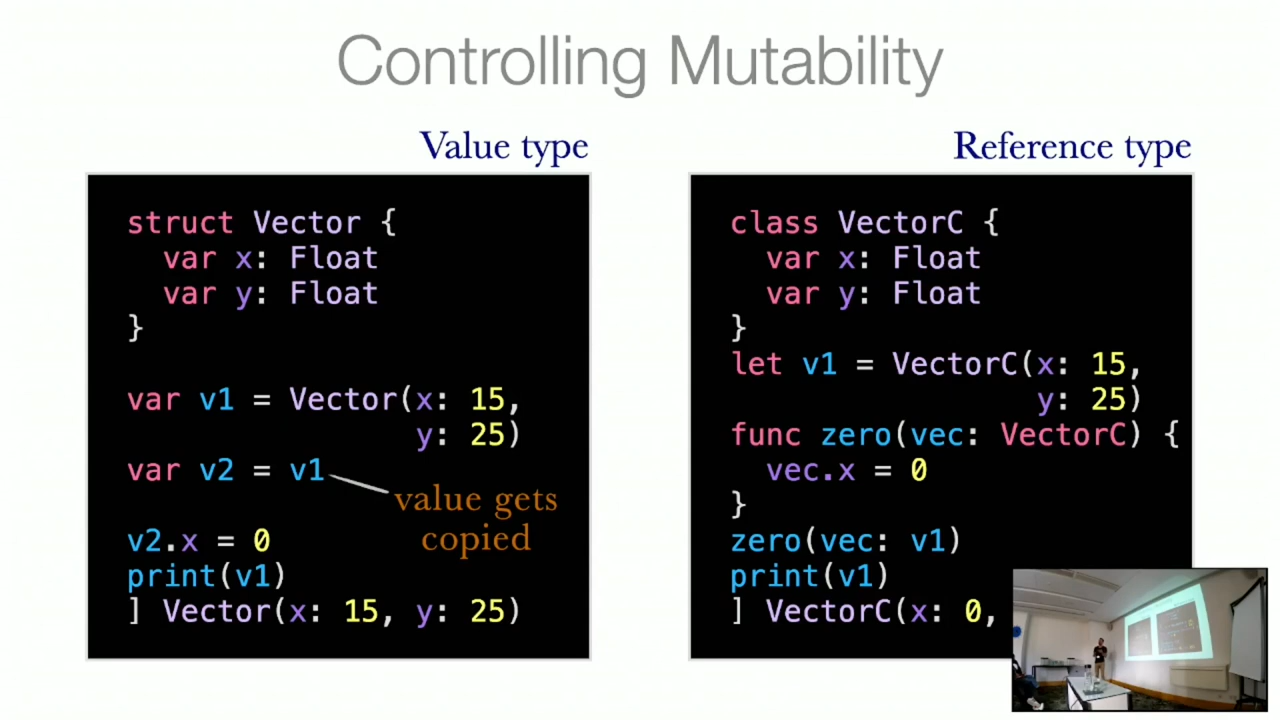 Controlling Mutability
Value type
struct Vector {
var x: Float
var y: Float
}
var v1 = Vector(x: 15,
y: 25)
var v2 = v1
value gets
copied
v2.x = 0
print(v1)
] Vector(x: 15, y: 25)
Reference type
class VectorC {
var x: Float
var y: Float
}
let v1 = VectorC(x: 15,
y: 25)
func zero(vec: VectorC) {
vec.x = 0
}
zero(vec: v1)
print(v1)
] VectorC(x: 0,